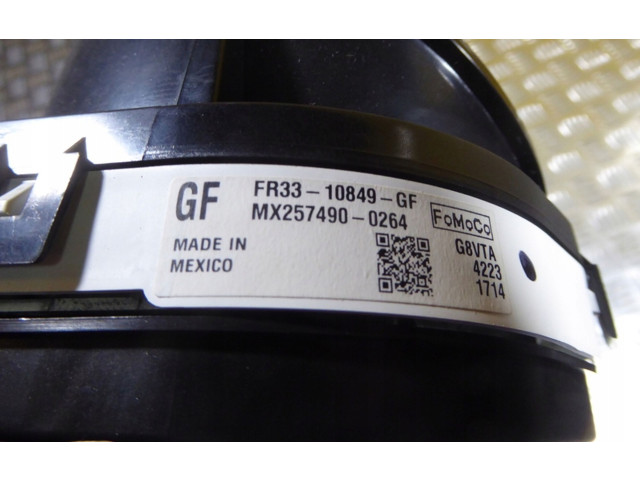 GF
FR33-10849-GF
MX257490-0264
FoMoCo
MADE IN
MEXICO
G8VTA
4223
1714